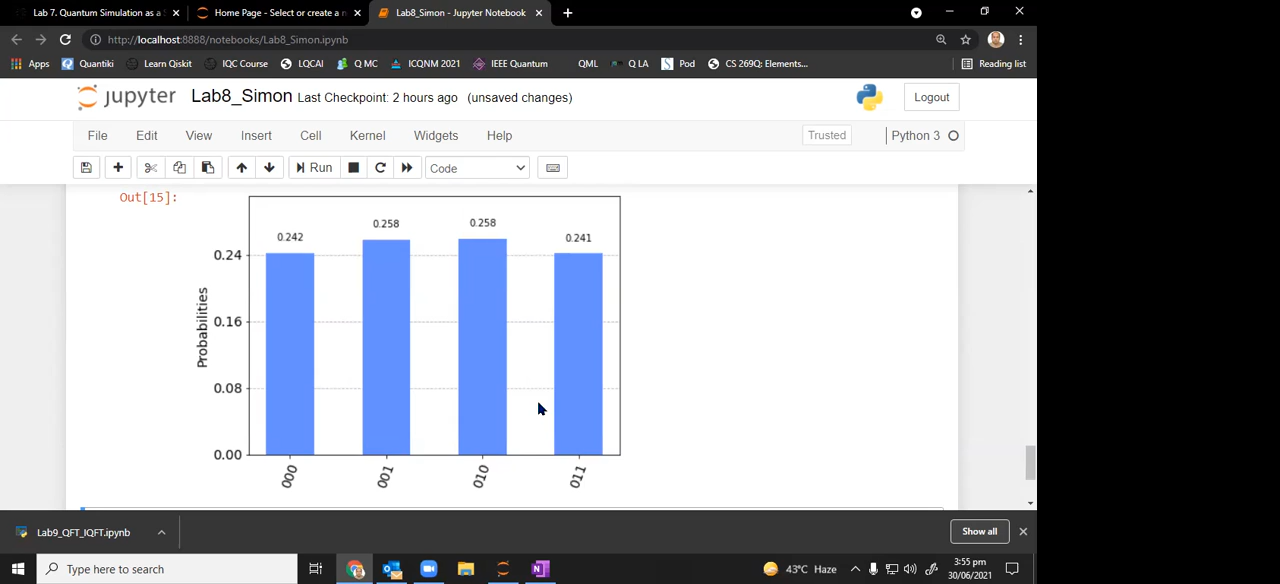 Lab 7. Quantum Simulation as a
Home Page - Select or create a n
Lab8_Simon - Jupyter Notebook
http://localhost:8888/notebooks/Lab8_Simon.ipynb
Apps Quantiki Learn Qiskit IQC Course LQCAI Q MC ICQNM 2021 IEEE Quantum QML Q LA Pod CS 269Q; Elements... Reading list
jupyter Lab8_Simon Last Checkpoint: 2 hours ago (unsaved changes) Logout
File Edit View Insert Cell Kernel Widgets Help Trusted Python 3
Run Code
Out[15]:
0.242 0.258 0.258 0.241
0.24
0.16
0.08
0.00
Probabilities
000 001 010 011
Lab9_QFT_IQFT.ipynb Show all
Type here to search 43°C Haze 3:55 pm
30/06/2021